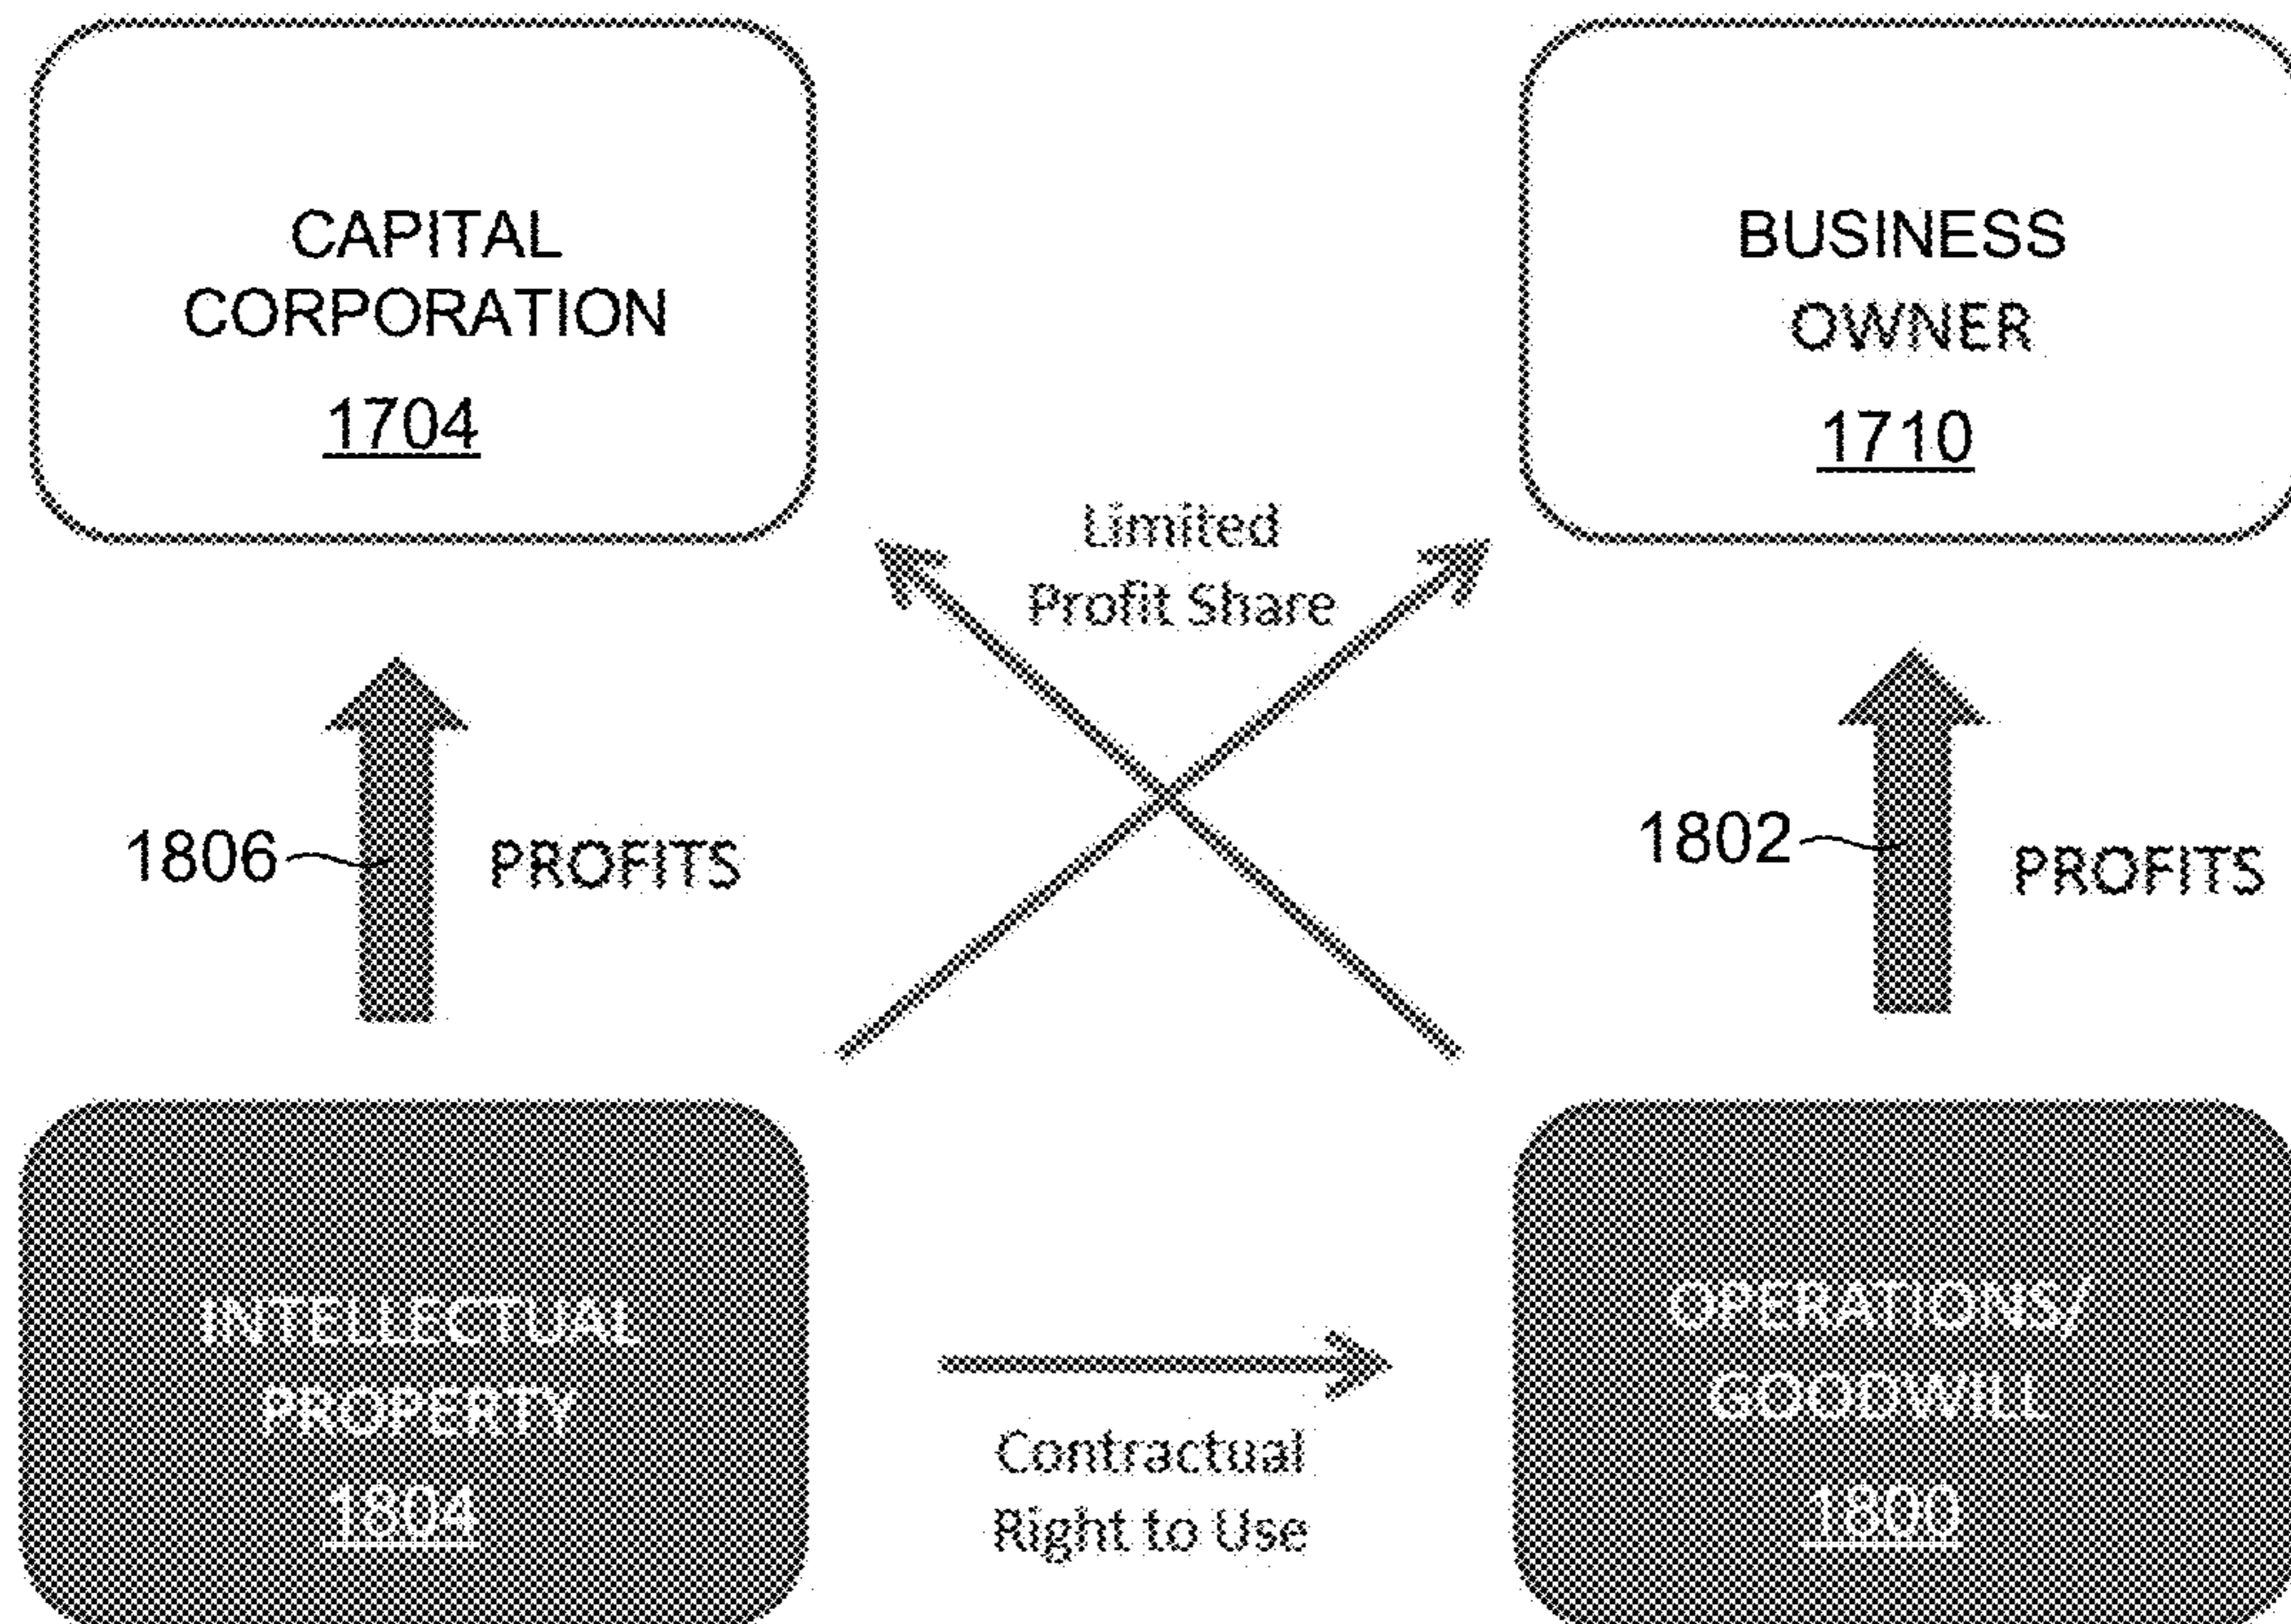 CAPITAL
CORPORATION
1704
BUSINESS
OWNER
1710
Limited
Profit Share
1806
PROFITS
1802
PROFITS
INTELLECTUAL
PROPERTY
1804
Contractual
Right to Use
OPERATIONS/
GOODWILL
1800